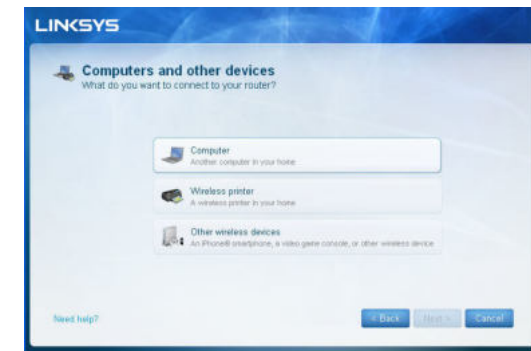 LINKSYS
Computers and other devices
What do you want to connect to your router?
Computer
Another computer in your home
Wireless printer
A wireless printer in your home
Other wireless devices
An iPhone® smartphone, a video game console, or other wireless device
Need help?
< Back
Next >
Cancel